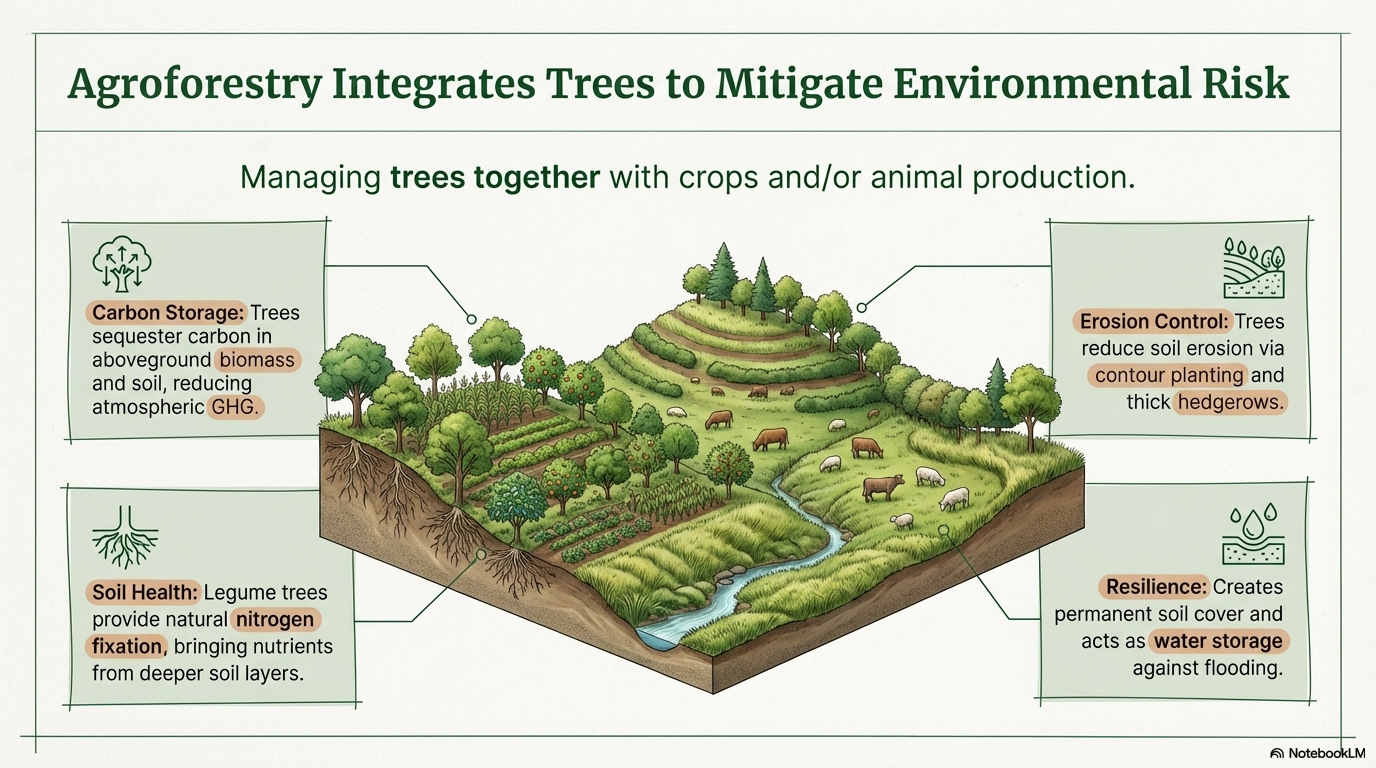 Agroforestry Integrates Trees to Mitigate Environmental Risk
Managing trees together with crops and/or animal production.
Carbon Storage: Trees
sequester carbon in
aboveground biomass
and soil, reducing
atmospheric GHG.
Erosion Control: Trees
reduce soil erosion via
contour planting and
thick hedgerows.
Soil Health: Legume trees
provide natural nitrogen
fixation, bringing nutrients
from deeper soil layers.
Resilience: Creates
permanent soil cover and
acts as water storage
against flooding.
NotebookLM